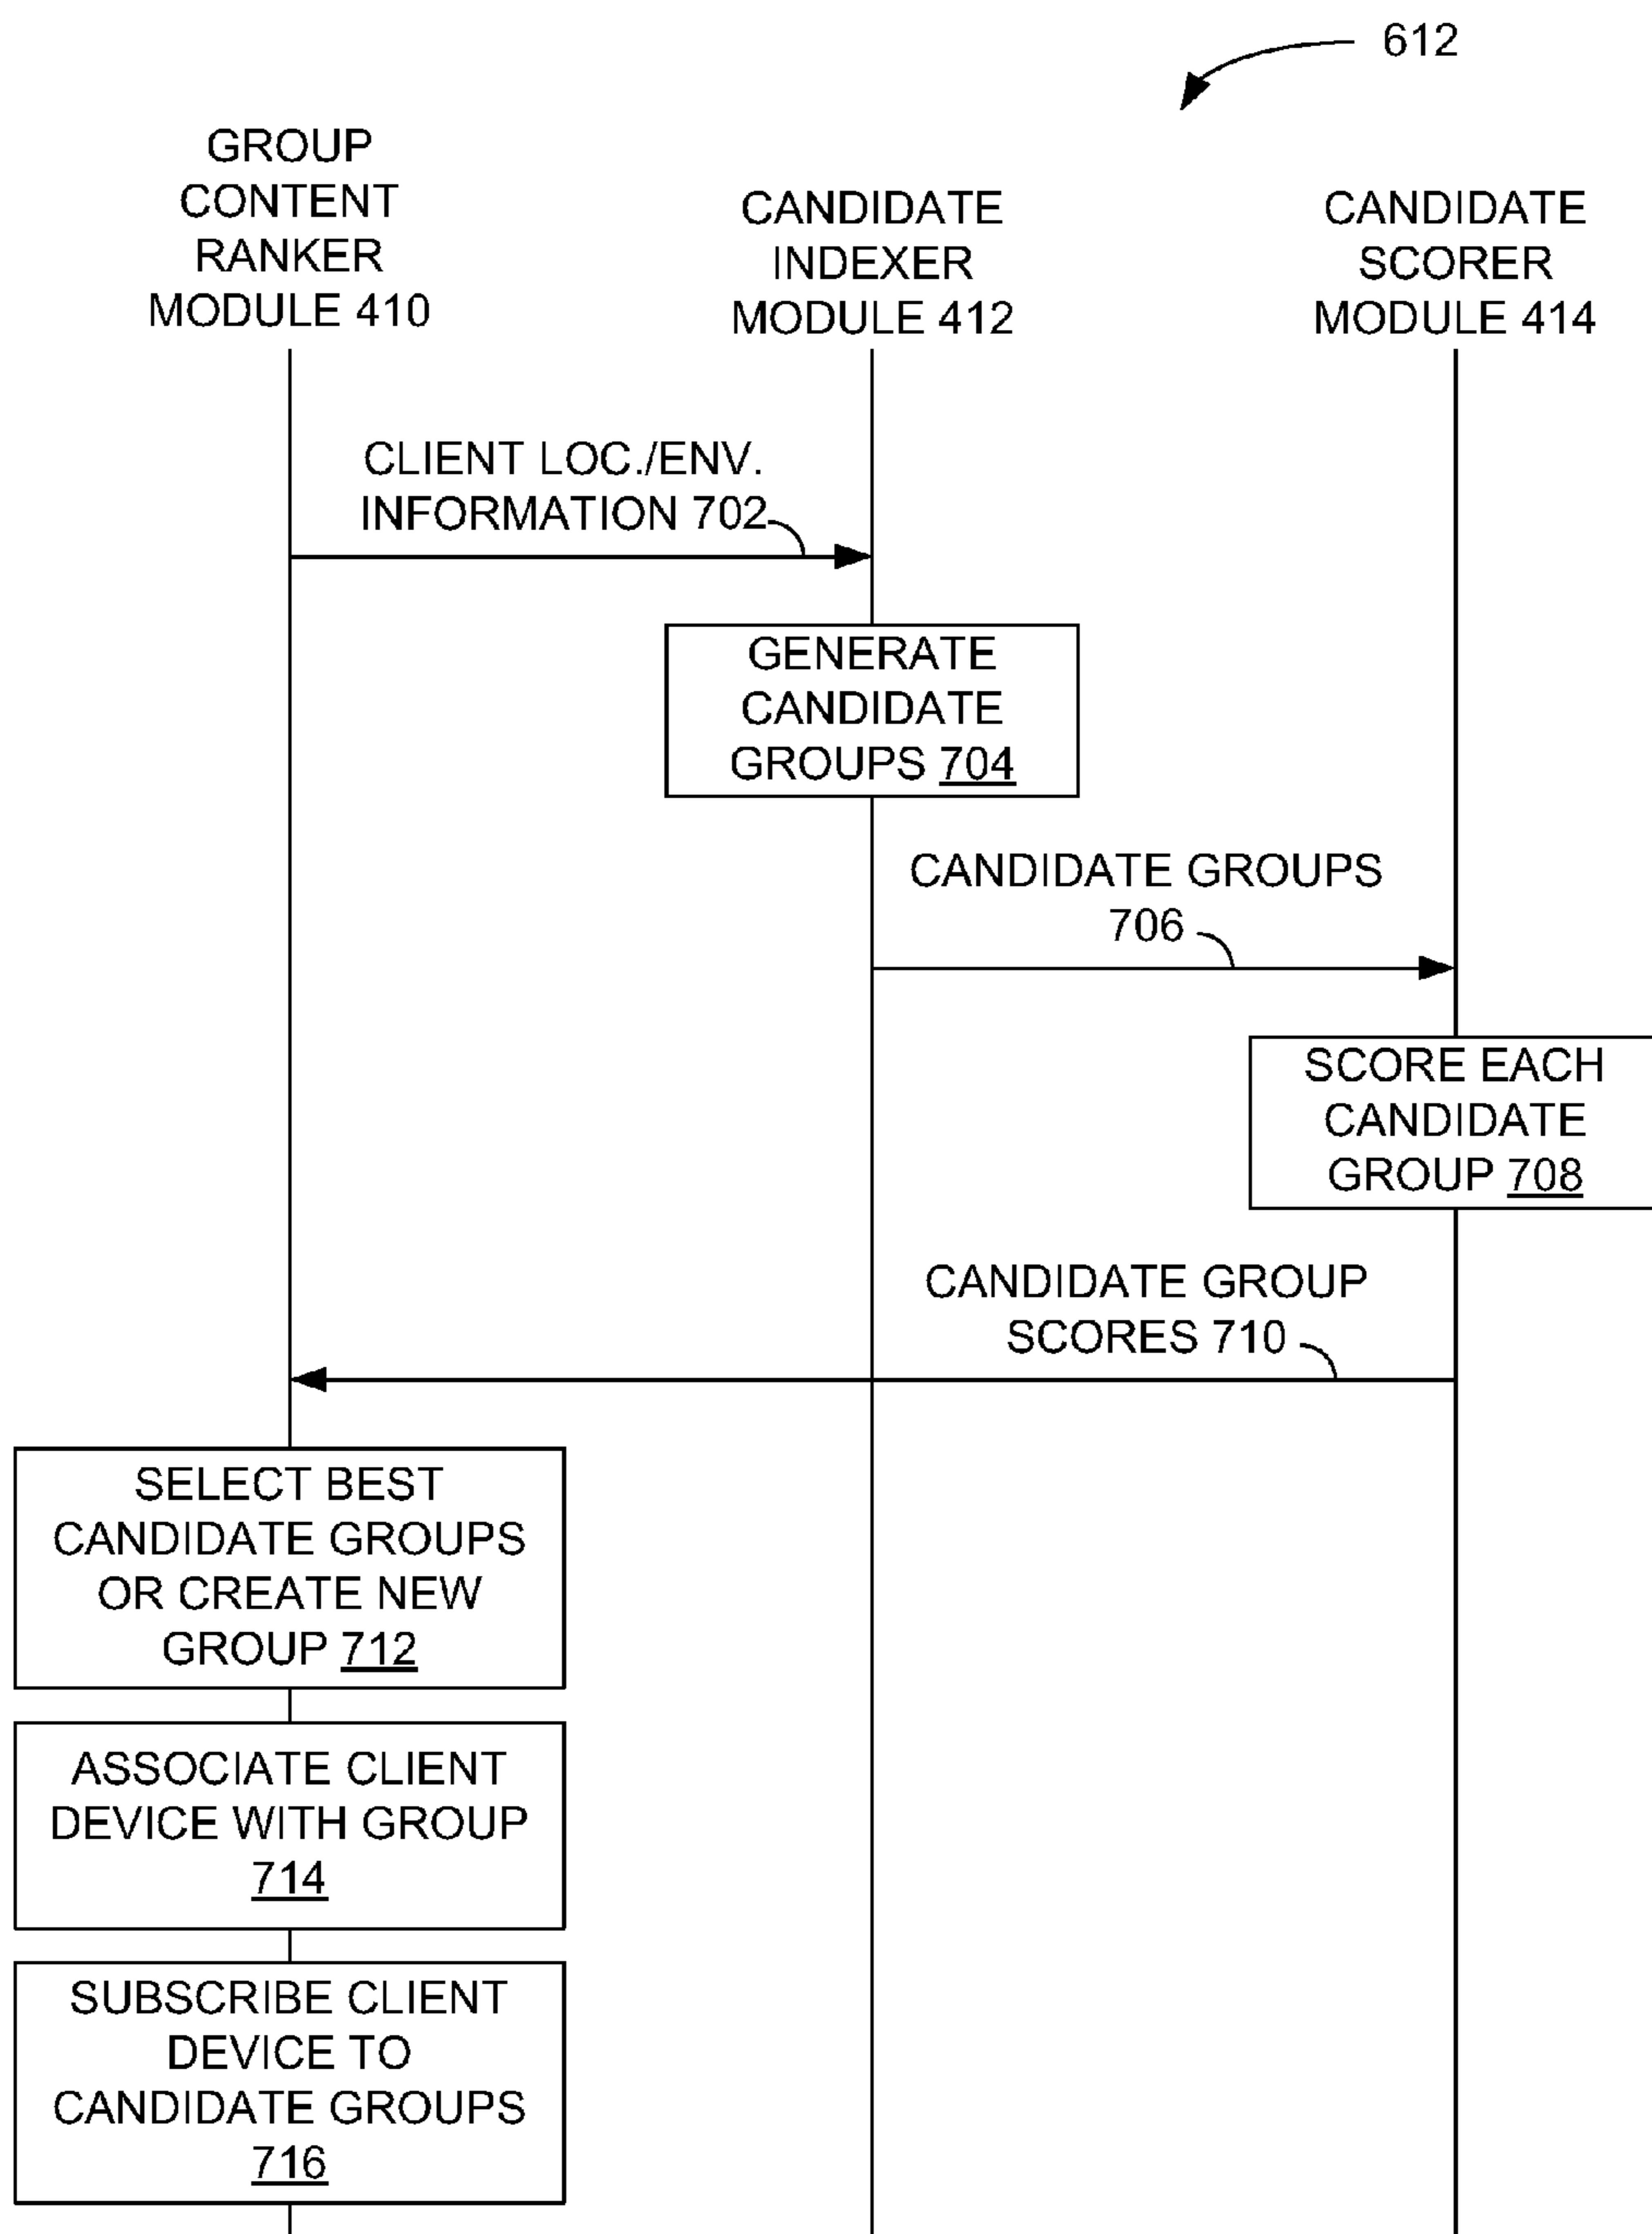 612
GROUP
CONTENT
RANKER
MODULE 410
CANDIDATE
INDEXER
MODULE 412
CANDIDATE
SCORER
MODULE 414
CLIENT LOC./ENV.
INFORMATION 702
GENERATE
CANDIDATE
GROUPS 704
CANDIDATE GROUPS
706
SCORE EACH
CANDIDATE
GROUP 708
CANDIDATE GROUP
SCORES 710
SELECT BEST
CANDIDATE GROUPS
OR CREATE NEW
GROUP 712
ASSOCIATE CLIENT
DEVICE WITH GROUP
714
SUBSCRIBE CLIENT
DEVICE TO
CANDIDATE GROUPS
716